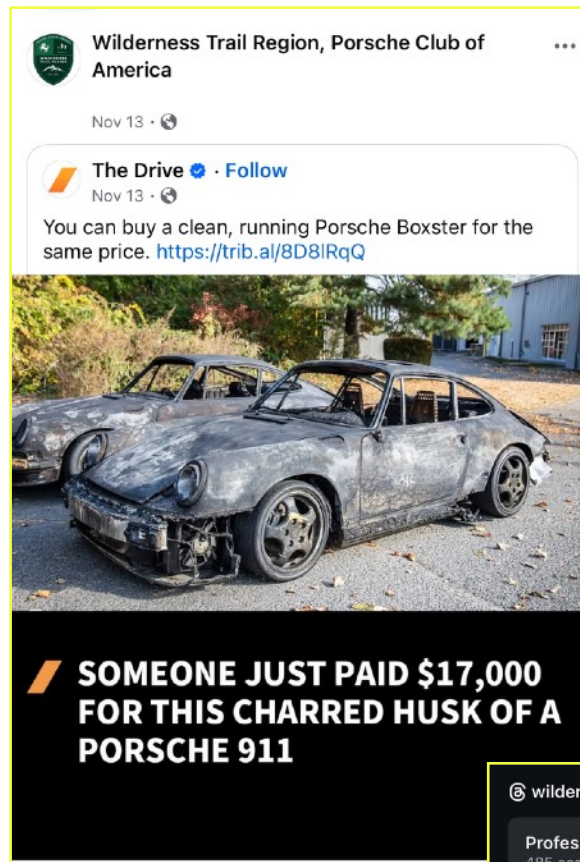 Wilderness Trail Region, Porsche Club of
America
Nov 13 ·
The Drive · Follow
Nov 13 ·
You can buy a clean, running Porsche Boxster for the
same price. https://trib.al/8D8lRqQ
SOMEONE JUST PAID $17,000
FOR THIS CHARRED HUSK OF A
PORSCHE 911
wilder
Profes